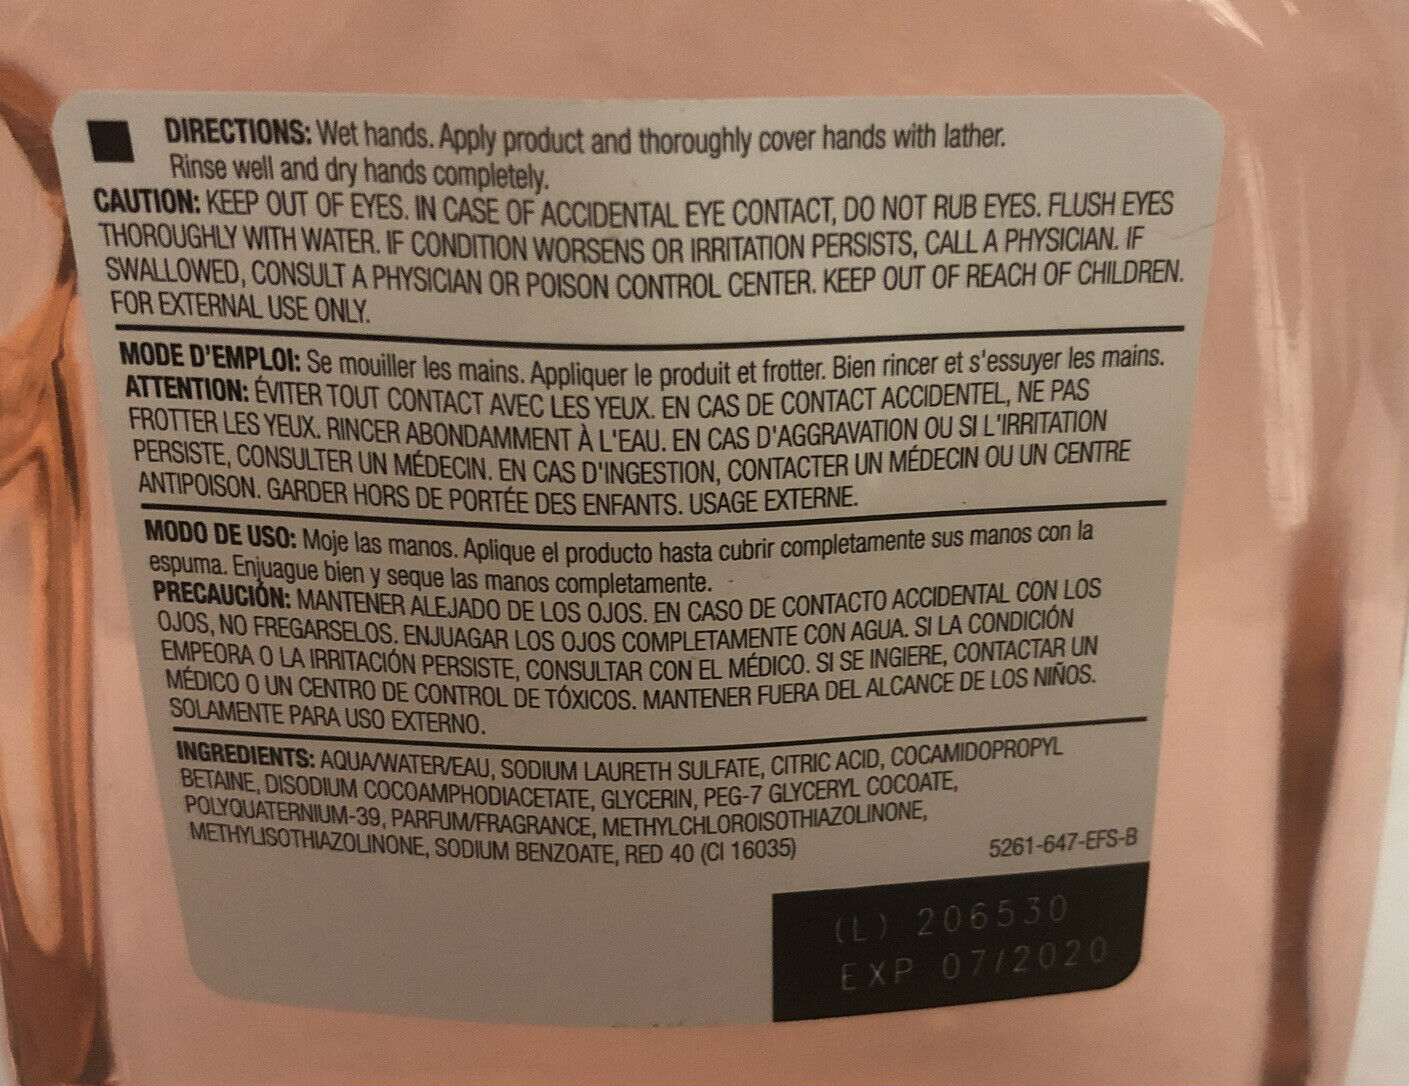 DIRECTIONS: Wet hands. Apply product and thoroughly cover hands with lather.
Rinse well and dry hands completely.
CAUTION: KEEP OUT OF EYES. IN CASE OF ACCIDENTAL EYE CONTACT, DO NOT RUB EYES. FLUSH EYES
THOROUGHLY WITH WATER. IF CONDITION WORSENS OR IRRITATION PERSISTS, CALL A PHYSICIAN. IF
SWALLOWED, CONSULT A PHYSICIAN OR POISON CONTROL CENTER. KEEP OUT OF REACH OF CHILDREN.
FOR EXTERNAL USE ONLY.
MODE D'EMPLOI: Se mouiller les mains. Appliquer le produit et frotter. Bien rincer et s'essuyer les mains.
ATTENTION: ÉVITER TOUT CONTACT AVEC LES YEUX. EN CAS DE CONTACT ACCIDENTEL, NE PAS
FROTTER LES YEUX. RINCER ABONDAMMENT À L'EAU. EN CAS D'AGGRAVATION OU SI L'IRRITATION
PERSISTE, CONSULTER UN MÉDECIN. EN CAS D'INGESTION, CONTACTER UN MÉDECIN OU UN CENTRE
ANTIPOISON. GARDER HORS DE PORTÉE DES ENFANTS. USAGE EXTERNE.
MODO DE USO: Moje las manos. Aplique el producto hasta cubrir completamente sus manos con la
espuma. Enjuague bien y seque las manos completamente.
PRECAUCIÓN: MANTENER ALEJADO DE LOS OJOS. EN CASO DE CONTACTO ACCIDENTAL CON LOS
OJOS, NO FREGARSELOS. ENJUAGAR LOS OJOS COMPLETAMENTE CON AGUA. SI LA CONDICIÓN
EMPEORA O LA IRRITACIÓN PERSISTE, CONSULTAR CON EL MÉDICO. SI SE INGIERE, CONTACTAR UN
MÉDICO O UN CENTRO DE CONTROL DE TÓXICOS. MANTENER FUERA DEL ALCANCE DE LOS NIÑOS.
SOLAMENTE PARA USO EXTERNO.
INGREDIENTS: AQUA/WATER/EAU, SODIUM LAURETH SULFATE, CITRIC ACID, COCAMIDOPROPYL
BETAINE, DISODIUM COCOAMPHODIACETATE, GLYCERIN, PEG-7 GLYCERYL COCOATE,
POLYQUATERNIUM-39, PARFUM/FRAGRANCE, METHYLCHLOROISOTHIAZOLINONE,
METHYLISOTHIAZOLINONE, SODIUM BENZOATE, RED 40 (CI 16035)
5261-647-EFS-B
(L) 206530
EXP 07/2020